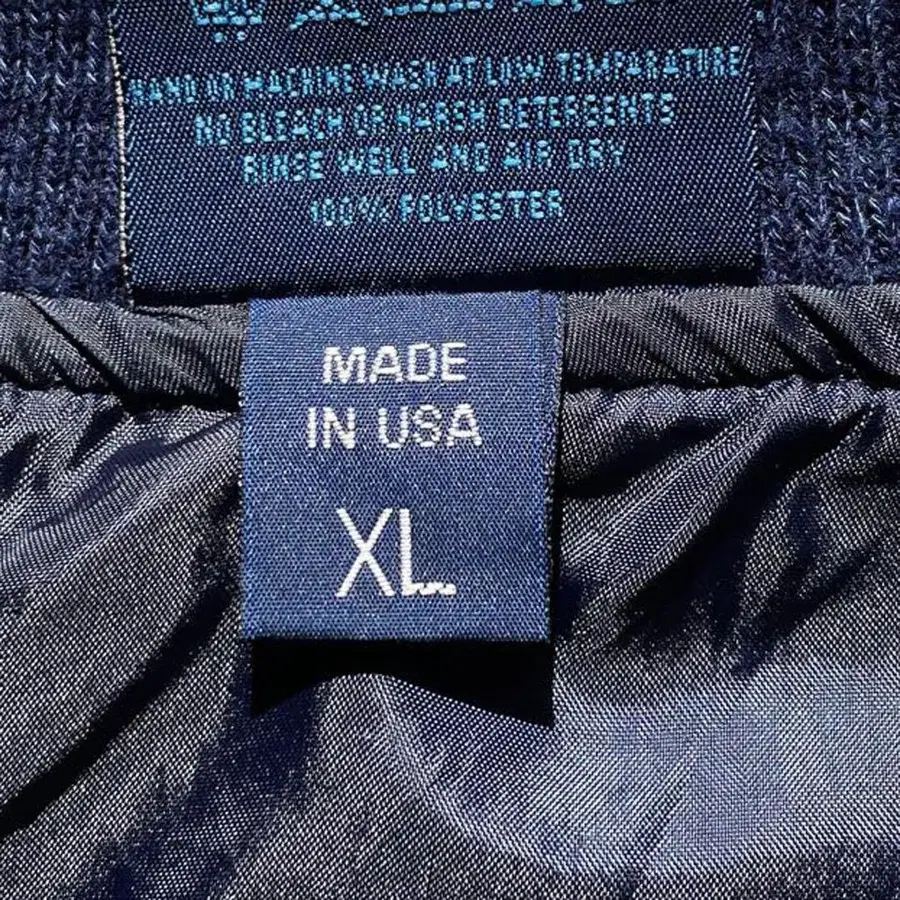 HAND OR MACHINE WASH AT LOW TEMPARATURE
NO BLEACH OR HARSH DETERGENTS
RINSE WELL AND AIR DRY
100% POLYESTER
MADE
IN USA
XL